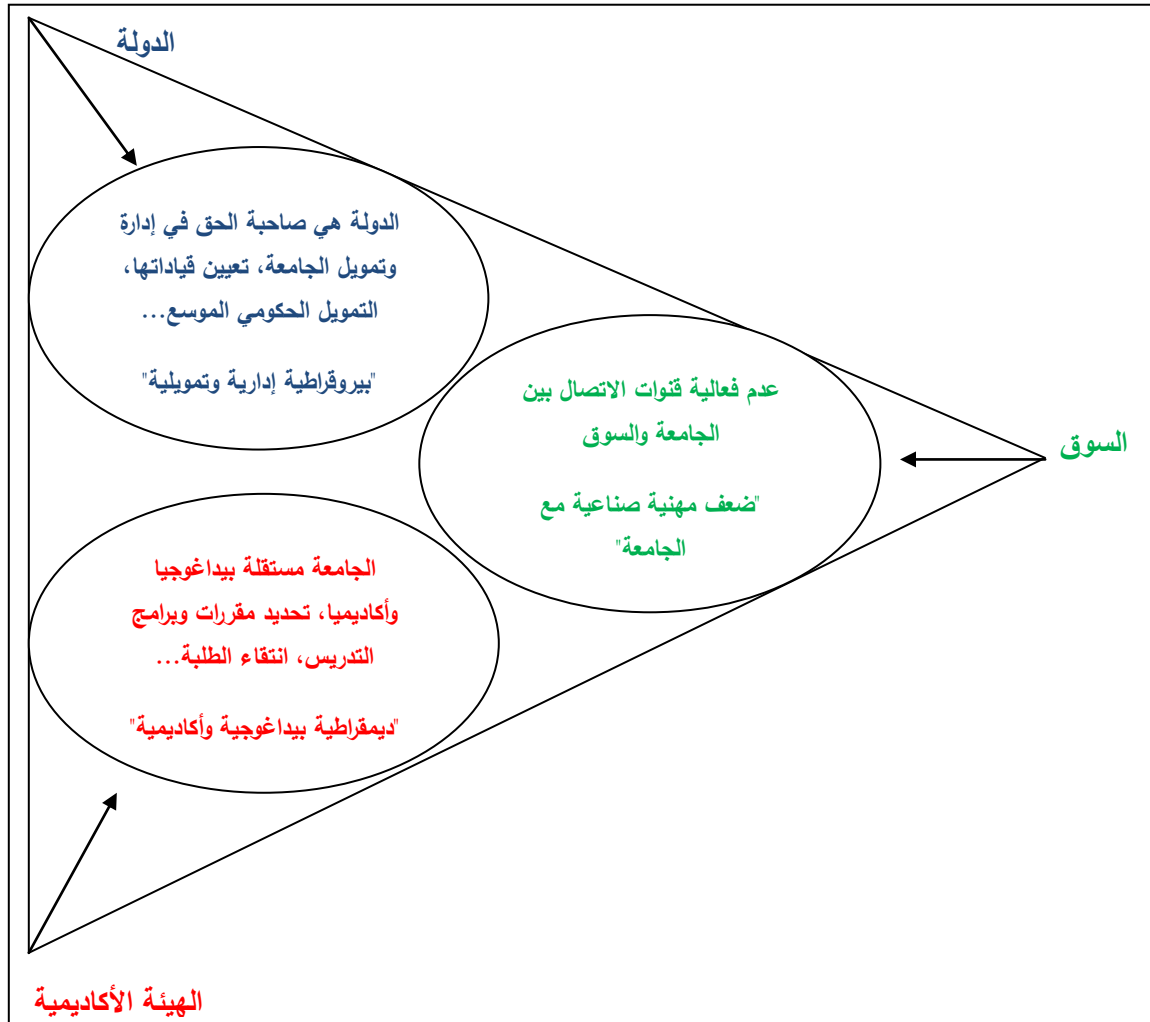 الدولة
الدولة هي صاحبة الحق في إدارة
وتمويل الجامعة، تعيين قياداتها،
التمويل الحكومي الموسع...
"بيروقراطية إدارية وتمويلية"
السوق
عدم فعالية قنوات الاتصال بين
الجامعة والسوق
"ضعف مهنية صناعية مع
الجامعة"
الجامعة مستقلة بيداغوجيا
وأكاديميا، تحديد مقررات وبرامج
التدريس، انتقاء الطلبة...
"ديمقراطية بيداغوجية وأكاديمية"
الهيئة الأكاديمية